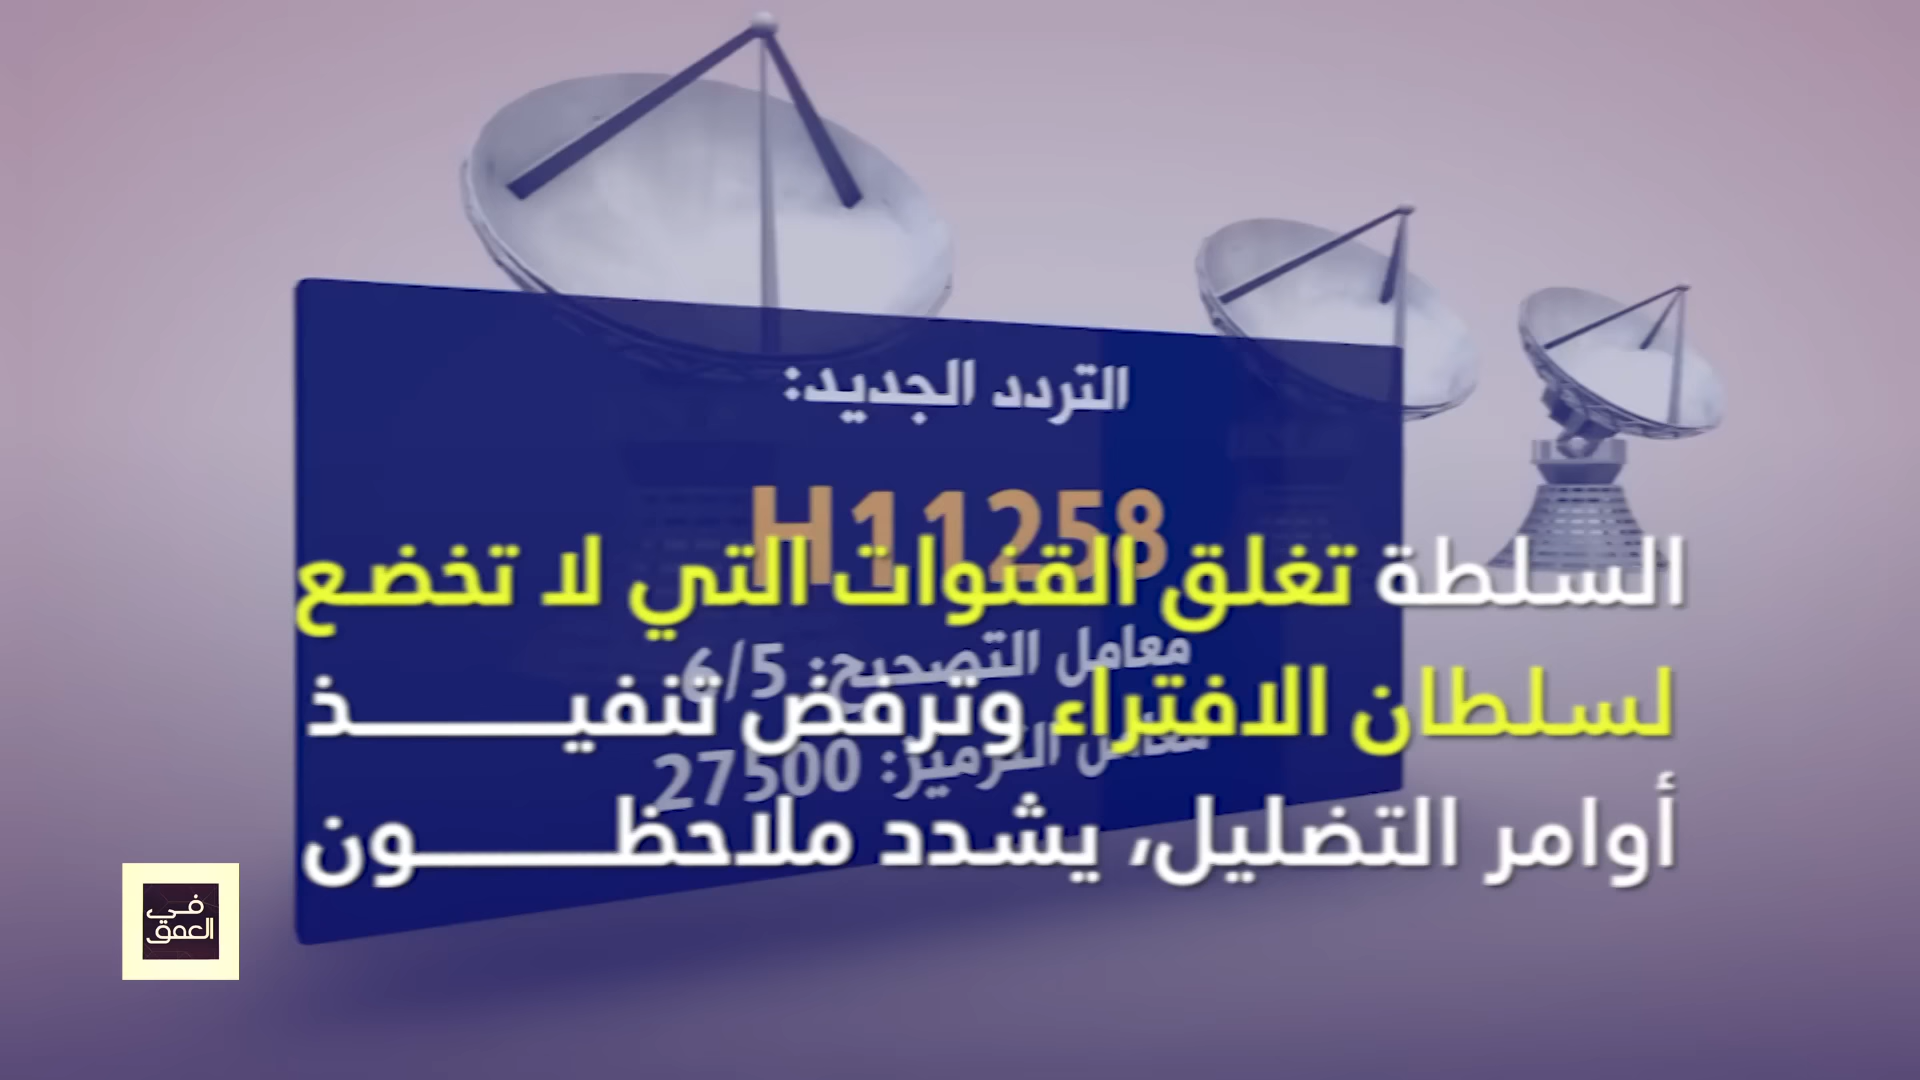 التردد الجديد:
H11258
معامل التصحيح: 6/5
معامل الترميز: 27500
السلطة تغلق القنوات التي لا تخضع
لسلطان الافتراء وترفض تنفيذ
أوامر التضليل، يشدد ملاحظون
في
العمق